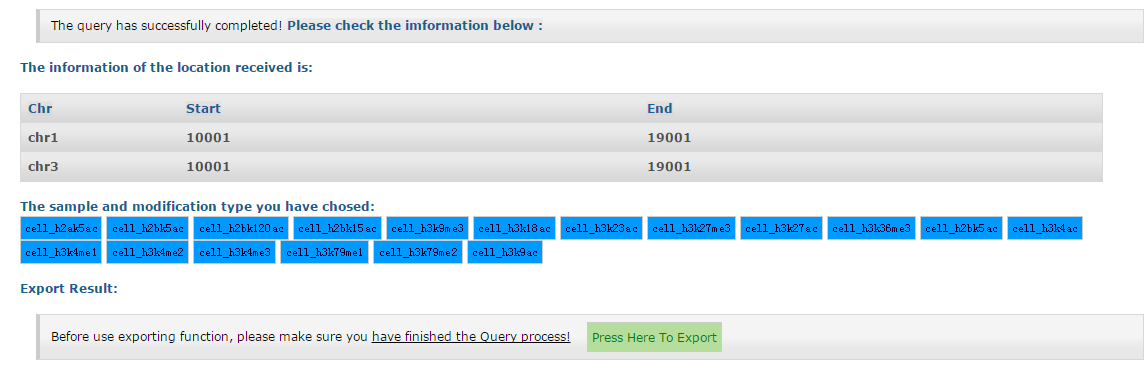 The query has successfully completed! Please check the imformation below :
The information of the location received is:
Chr Start End
chr1 10001 19001
chr3 10001 19001
The sample and modification type you have chosed:
cell_h2ak5ac cell_h2bk5ac cell_h2bk120ac cell_h2bk15ac cell_h3k9me3 cell_h3k18ac cell_h3k23ac cell_h3k27me3 cell_h3k27ac cell_h3k36me3 cell_h2bk5ac cell_h3k4ac
cell_h3k4me1 cell_h3k4me2 cell_h3k4me3 cell_h3k79me1 cell_h3k79me2 cell_h3k9ac
Export Result:
Before use exporting function, please make sure you have finished the Query process! Press Here To Export